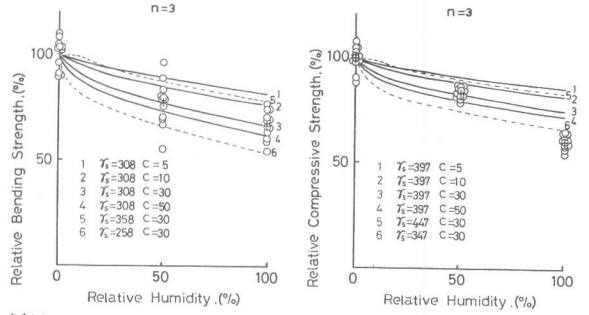 n=3
100
50
Relative Bending Strength,(%)
1
5
2
3
4
6
1 γs=308 C=5
2 γs=308 C=10
3 γs=308 C=30
4 γs=308 C=50
5 γs=358 C=30
6 γs=258 C=30
0 50 100
Relative Humidity.(%)
n=3
100
50
Relative Compressive Strength,(%)
1
5
2
3
4
6
1 γs=397 C=5
2 γs=397 C=10
3 γs=397 C=30
4 γs=397 C=50
5 γs=447 C=30
6 γs=347 C=30
0 50 100
Relative Humidity.(%)